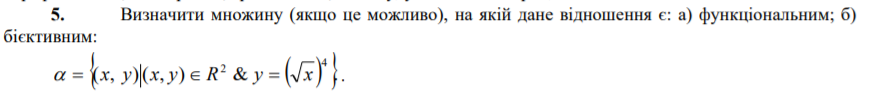 5. Визначити множину (якщо це можливо), на якій дане відношення є: а) функціональним; б)
бієктивним:
α = {(x, y)|(x, y) ∈ R² & y = (√x)⁴}.